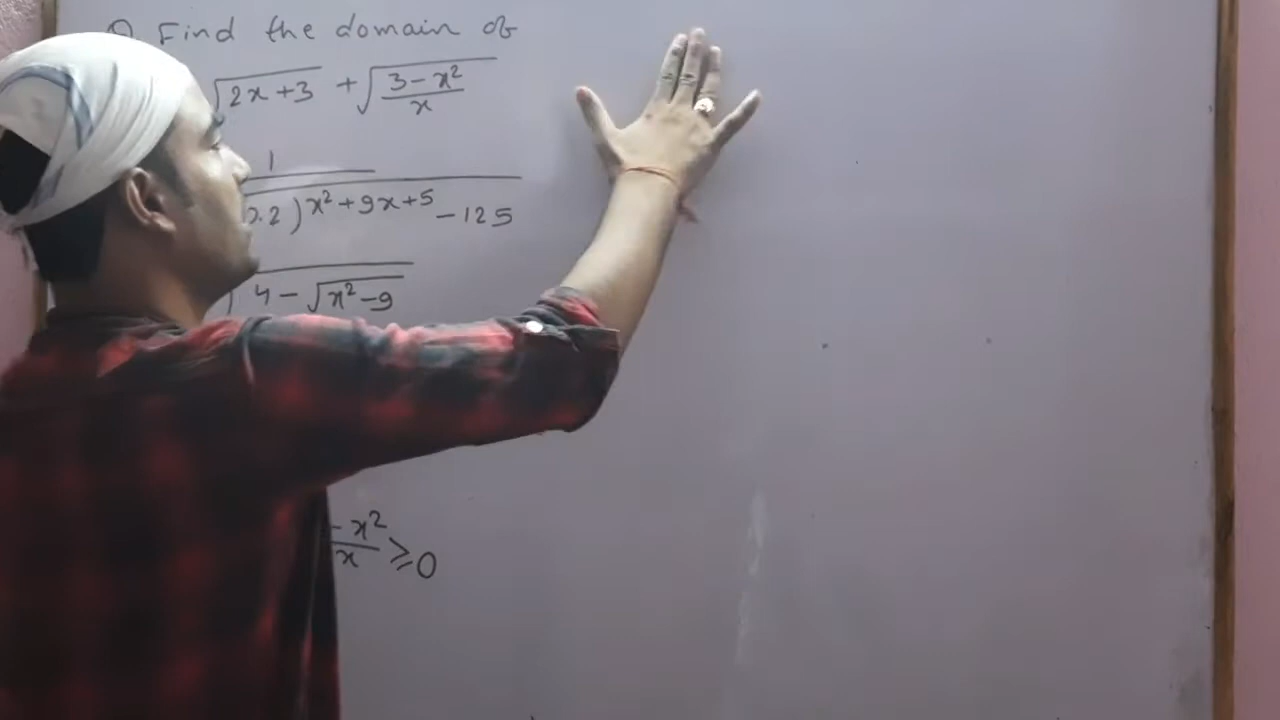 Q Find the domain of
√(2x+3) + √((3-x²)/x)
1
0.2)^(x²+9x+5) -125
4 - √(x²-9)
-x²/x ≥ 0